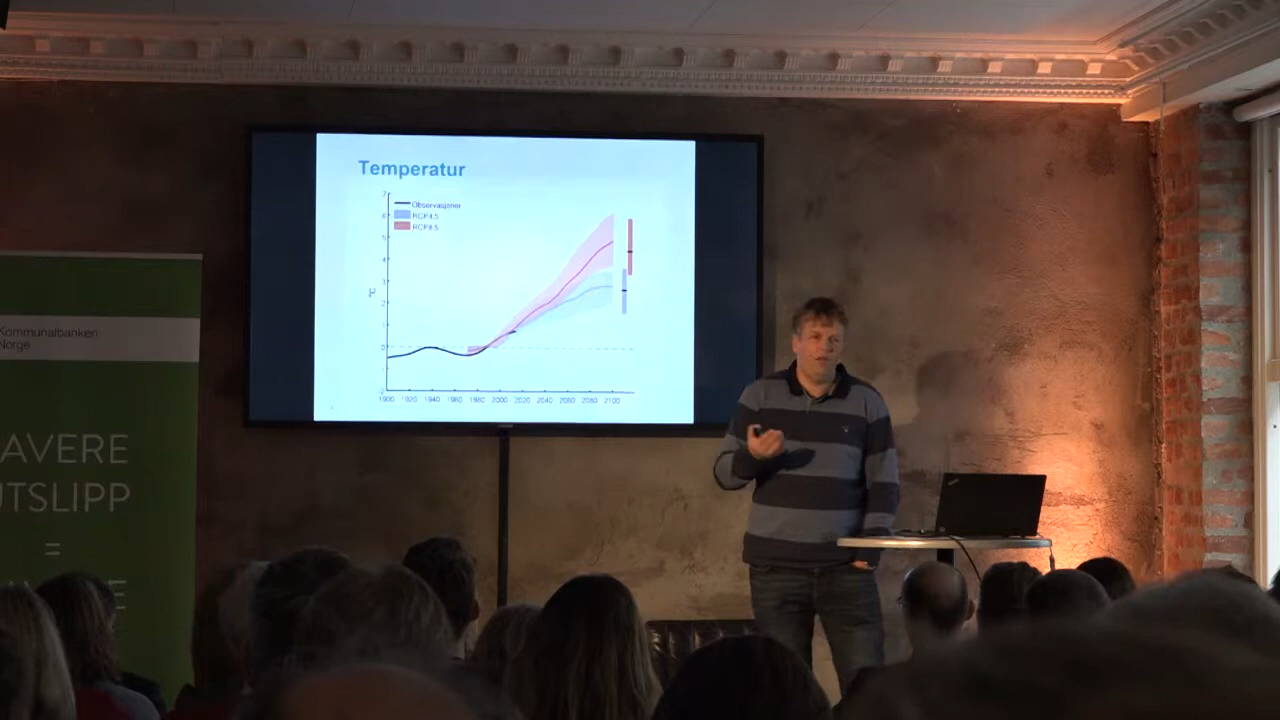 Temperatur
Observasjoner
RCP4.5
RCP8.5
7
6
5
4
3
2
1
0
°C
1900 1920 1940 1960 1980 2000 2020 2040 2060 2080 2100
Kommunalbanken
Norge
AVERE
UTSLIPP
=